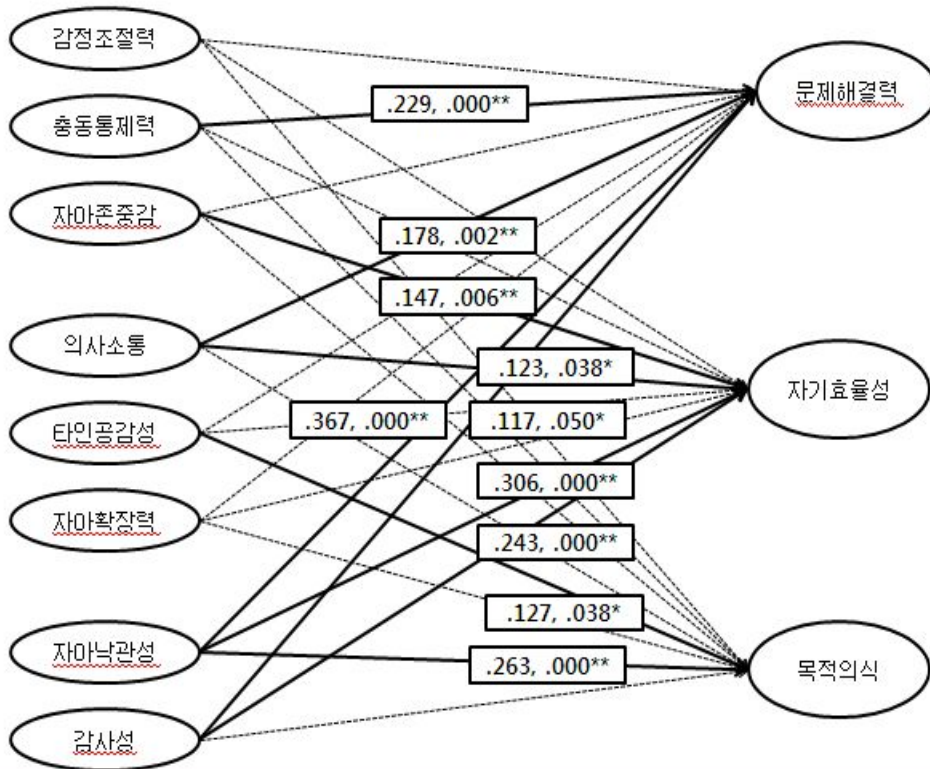 감정조절력
문제해결력
.229, .000**
충동통제력
자아존중감
.178, .002**
.147, .006**
의사소통
.123, .038*
자기효율성
.367, .000**
.117, .050*
타인공감성
.306, .000**
자아확장력
.243, .000**
.127, .038*
자아낙관성
.263, .000**
목적의식
감사성